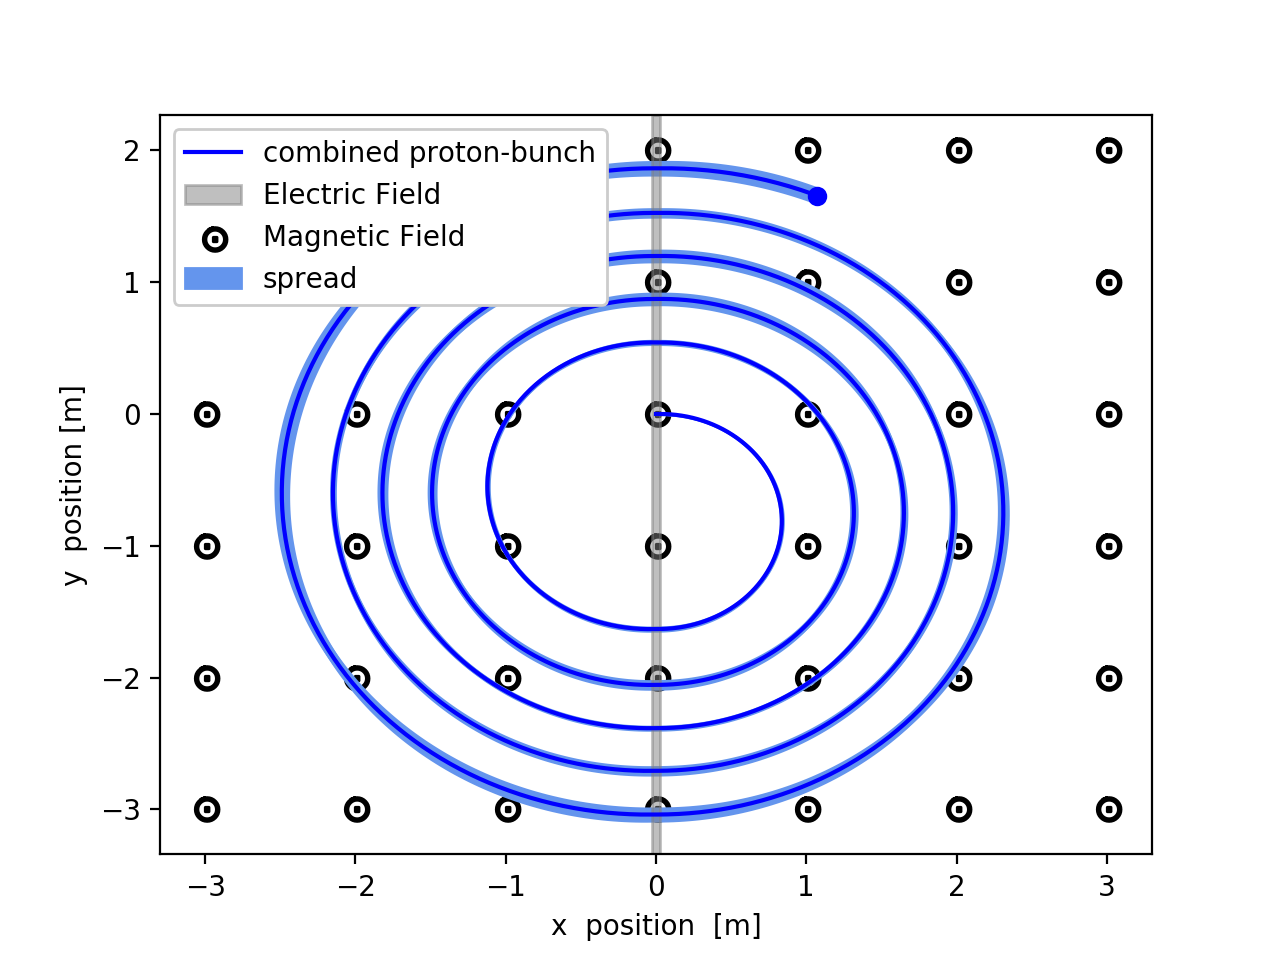 combined proton-bunch
Electric Field
Magnetic Field
spread
2
1
0
−1
−2
−3
y position [m]
−3 −2 −1 0 1 2 3
x position [m]